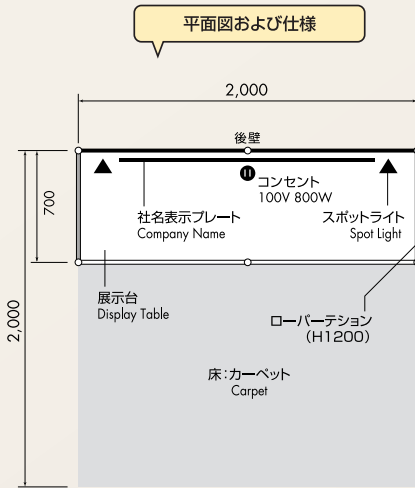 平面図および仕様
2,000
後壁
コンセント
100V 800W
700
社名表示プレート
Company Name
スポットライト
Spot Light
展示台
Display Table
2,000
ローパーテション
（H1200）
床：カーペット
Carpet